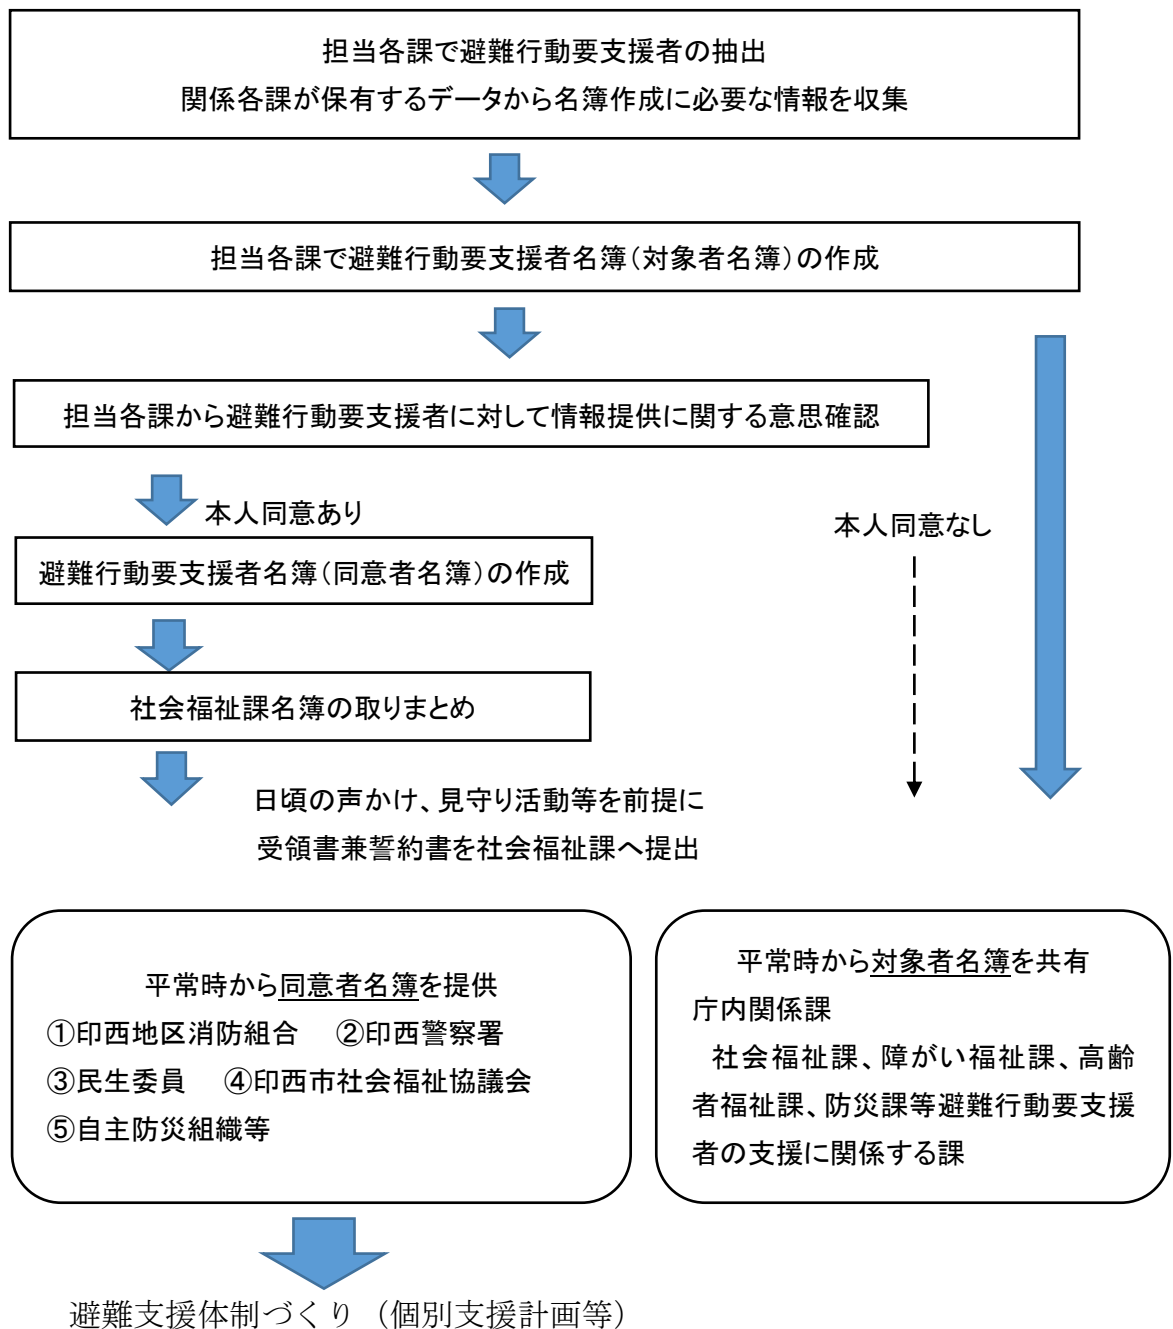 担当各課で避難行動要支援者の抽出
関係各課が保有するデータから名簿作成に必要な情報を収集
担当各課で避難行動要支援者名簿（対象者名簿）の作成
担当各課から避難行動要支援者に対して情報提供に関する意思確認
本人同意あり
本人同意なし
避難行動要支援者名簿（同意者名簿）の作成
社会福祉課名簿の取りまとめ
日頃の声かけ、見守り活動等を前提に
受領書兼誓約書を社会福祉課へ提出
平常時から同意者名簿を提供
①印西地区消防組合　②印西警察署
③民生委員　④印西市社会福祉協議会
⑤自主防災組織等
平常時から対象者名簿を共有
庁内関係課
社会福祉課、障がい福祉課、高齢
者福祉課、防災課等避難行動要支援
者の支援に関係する課
避難支援体制づくり（個別支援計画等）